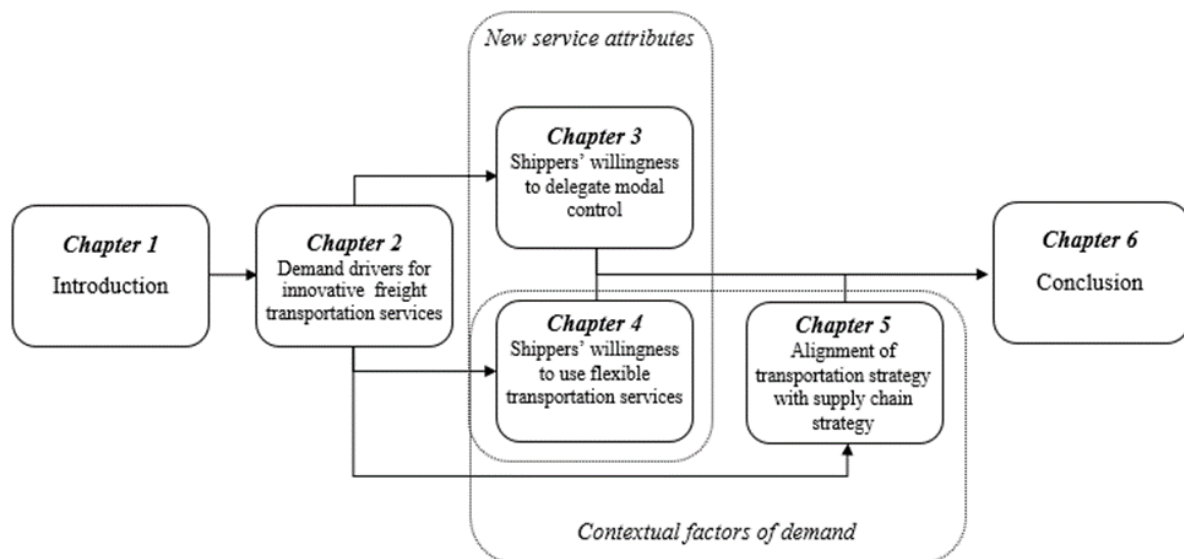 New service attributes
Chapter 1
Introduction
Chapter 2
Demand drivers for
innovative freight
transportation services
Chapter 3
Shippers’ willingness
to delegate modal
control
Chapter 4
Shippers’ willingness
to use flexible
transportation services
Chapter 5
Alignment of
transportation strategy
with supply chain
strategy
Chapter 6
Conclusion
Contextual factors of demand